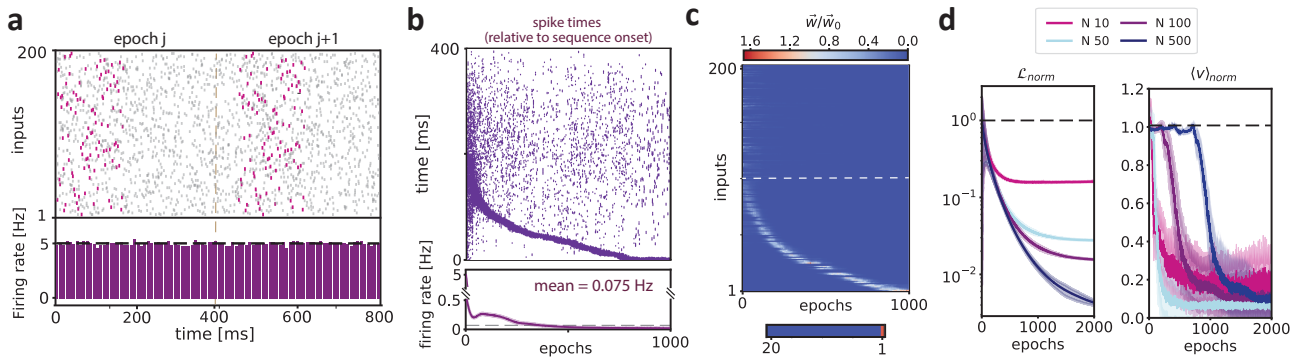 a
epoch j
epoch j+1
200
inputs
1
Firing rate [Hz]
5
0
0
200
400
600
800
time [ms]
b
spike times
(relative to sequence onset)
400
200
0
time [ms]
5
0.5
0
firing rate [Hz]
mean = 0.075 Hz
0
epochs
1000
c
w⃗/w⃗₀
1.6
1.2
0.8
0.4
0.0
200
inputs
1
0
epochs
1000
20
1
d
N 10
N 100
N 50
N 500
ℒnorm
10⁰
10⁻¹
10⁻²
0
1000
2000
epochs
⟨v⟩norm
1.2
1.0
0.8
0.6
0.4
0.2
0.0
0
1000
2000
epochs